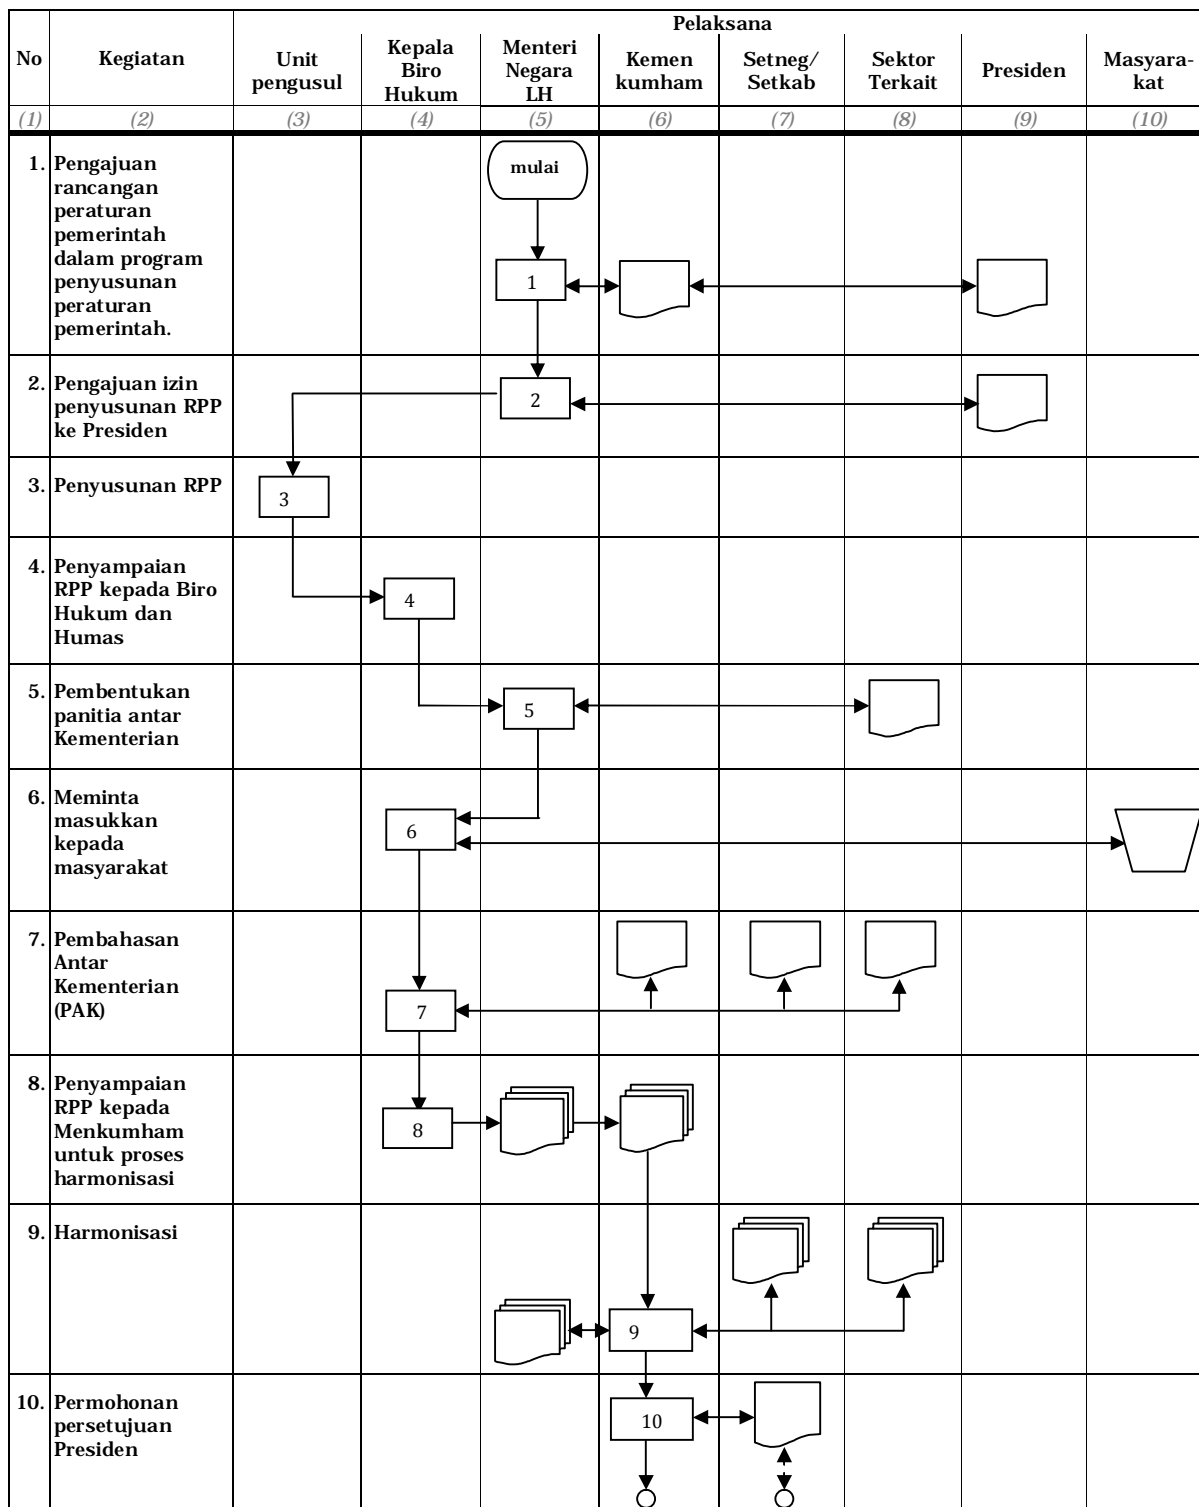 Pelaksana
No
Kegiatan
Unit
pengusul
Kepala
Biro
Hukum
Menteri
Negara
LH
Kemen
kumham
Setneg/
Setkab
Sektor
Terkait
Presiden
Masyara-
kat
(1)
(2)
(3)
(4)
(5)
(6)
(7)
(8)
(9)
(10)
1. Pengajuan
rancangan
peraturan
pemerintah
dalam program
penyusunan
peraturan
pemerintah.
mulai
1
2. Pengajuan izin
penyusunan RPP
ke Presiden
2
3. Penyusunan RPP
3
4. Penyampaian
RPP kepada Biro
Hukum dan
Humas
4
5. Pembentukan
panitia antar
Kementerian
5
6. Meminta
masukkan
kepada
masyarakat
6
7. Pembahasan
Antar
Kementerian
(PAK)
7
8. Penyampaian
RPP kepada
Menkumham
untuk proses
harmonisasi
8
9. Harmonisasi
9
10. Permohonan
persetujuan
Presiden
10